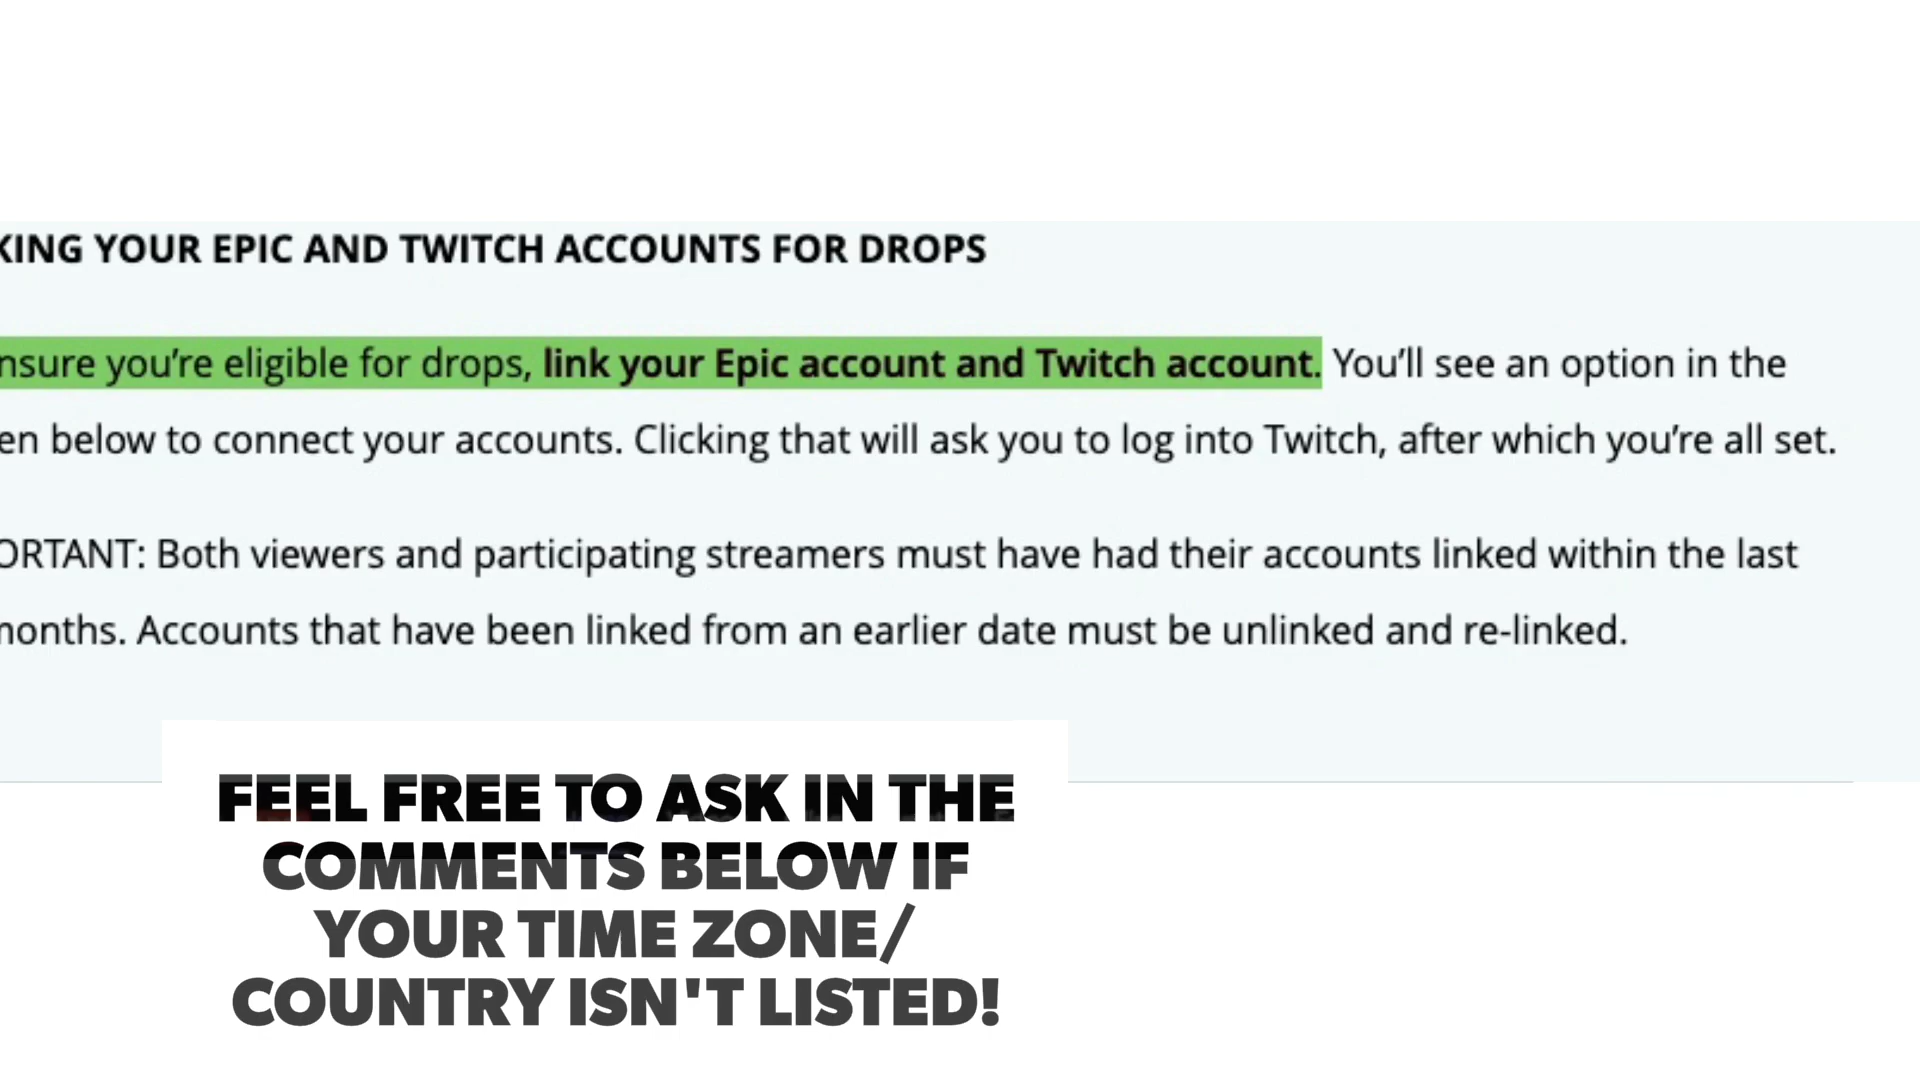 KING YOUR EPIC AND TWITCH ACCOUNTS FOR DROPS
nsure you’re eligible for drops, link your Epic account and Twitch account. You’ll see an option in the
en below to connect your accounts. Clicking that will ask you to log into Twitch, after which you’re all set.
ORTANT: Both viewers and participating streamers must have had their accounts linked within the last
months. Accounts that have been linked from an earlier date must be unlinked and re-linked.
FEEL FREE TO ASK IN THE
COMMENTS BELOW IF
YOUR TIME ZONE/
COUNTRY ISN'T LISTED!